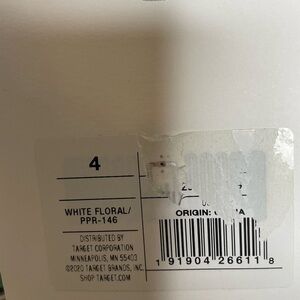 4
WHITE FLORAL/
PPR-146
ORIGIN:
DISTRIBUTED BY
TARGET CORPORATION
MINNEAPOLIS, MN 55403
©2020 TARGET BRANDS, INC.
SHOP TARGET.COM
1 91904 26611 8